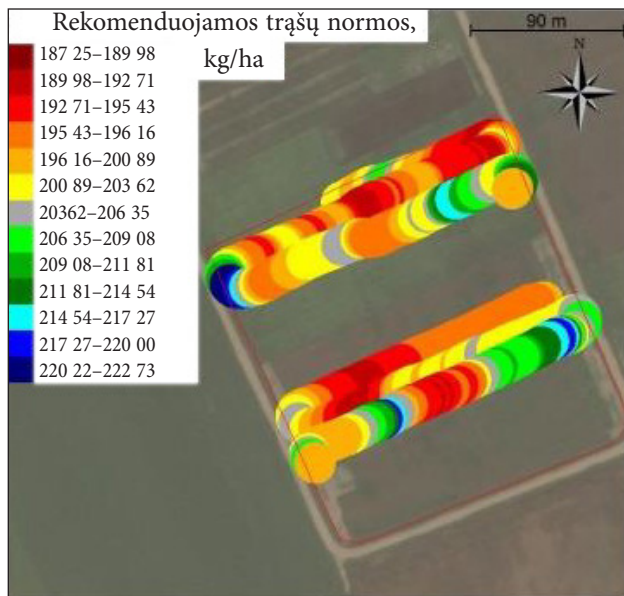 Rekomenduojamos trąšų normos,
kg/ha
90 m
N
187 25–189 98
189 98–192 71
192 71–195 43
195 43–196 16
196 16–200 89
200 89–203 62
20362–206 35
206 35–209 08
209 08–211 81
211 81–214 54
214 54–217 27
217 27–220 00
220 22–222 73